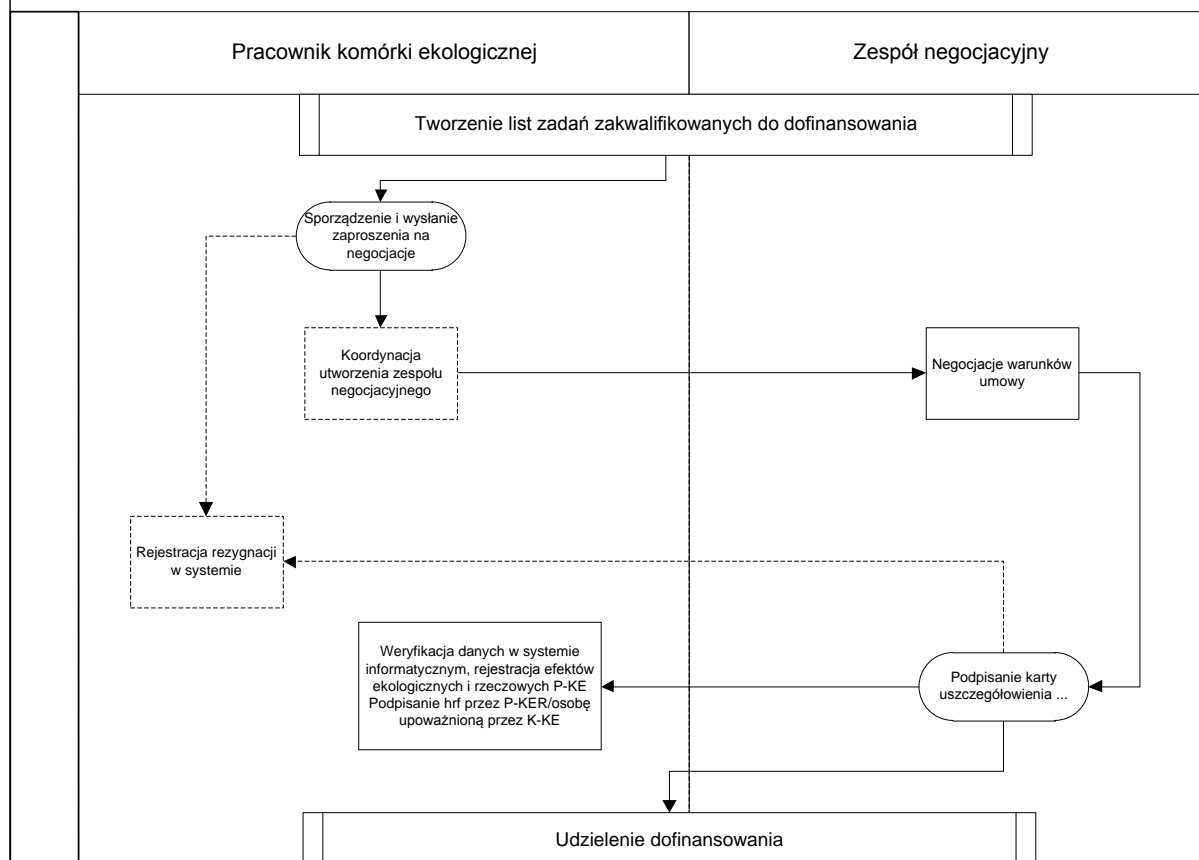 Pracownik komórki ekologicznej
Zespół negocjacyjny
Tworzenie list zadań zakwalifikowanych do dofinansowania
Sporządzenie i wysłanie
zaproszenia na
negocjacje
Koordynacja
utworzenia zespołu
negocjacyjnego
Negocjacje warunków
umowy
Rejestracja rezygnacji
w systemie
Weryfikacja danych w systemie
informatycznym, rejestracja efektów
ekologicznych i rzeczowych P-KE
Podpisanie hrf przez P-KER/osobę
upoważnioną przez K-KE
Podpisanie karty
uszczegółowienia ...
Udzielenie dofinansowania